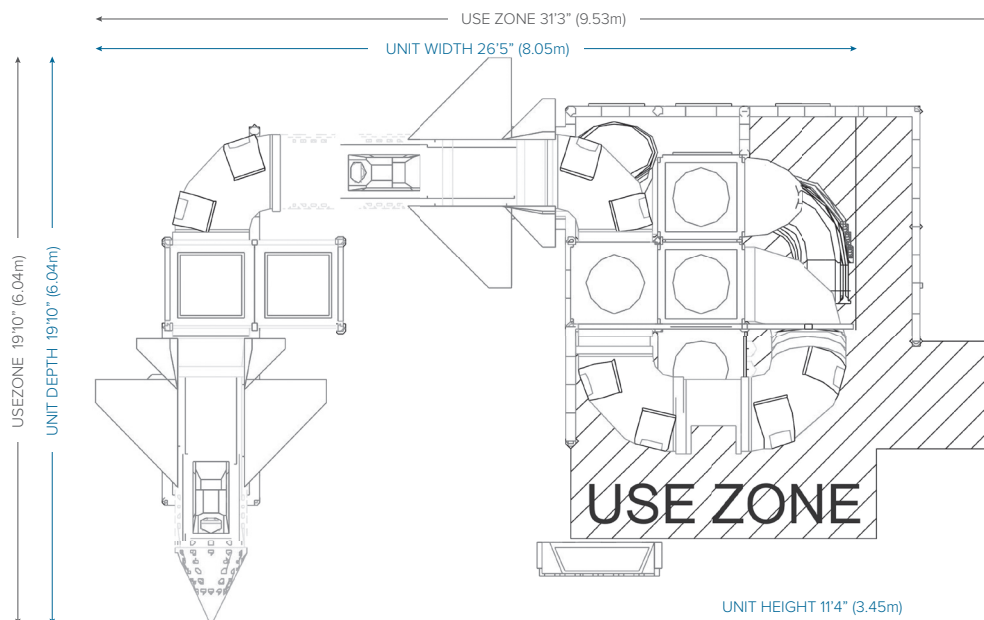 USE ZONE 31'3” (9.53m)
UNIT WIDTH 26'5” (8.05m)
USEZONE 19'10” (6.04m)
UNIT DEPTH 19'10” (6.04m)
USE ZONE
UNIT HEIGHT 11'4” (3.45m)